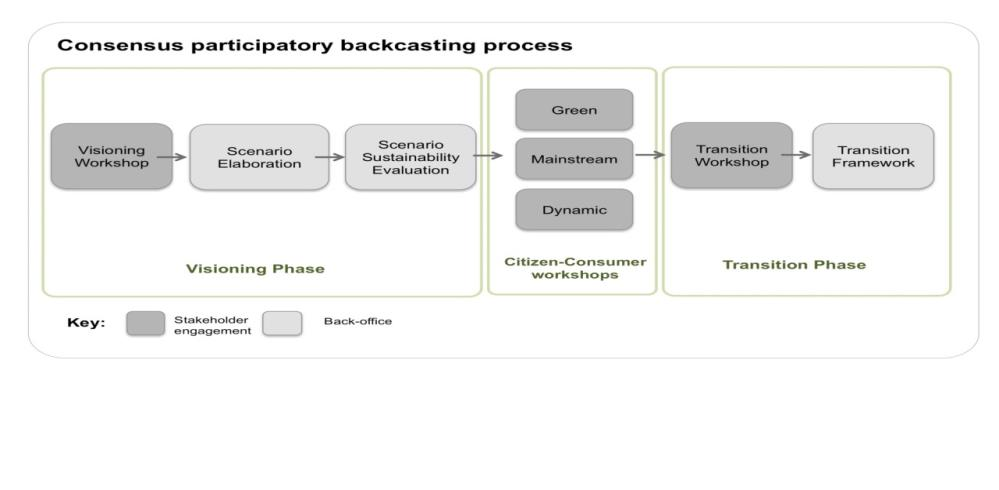 Consensus participatory backcasting process
Visioning
Workshop
Scenario
Elaboration
Scenario
Sustainability
Evaluation
Visioning Phase
Green
Mainstream
Dynamic
Citizen-Consumer
workshops
Transition
Workshop
Transition
Framework
Transition Phase
Key:
Stakeholder
engagement
Back-office